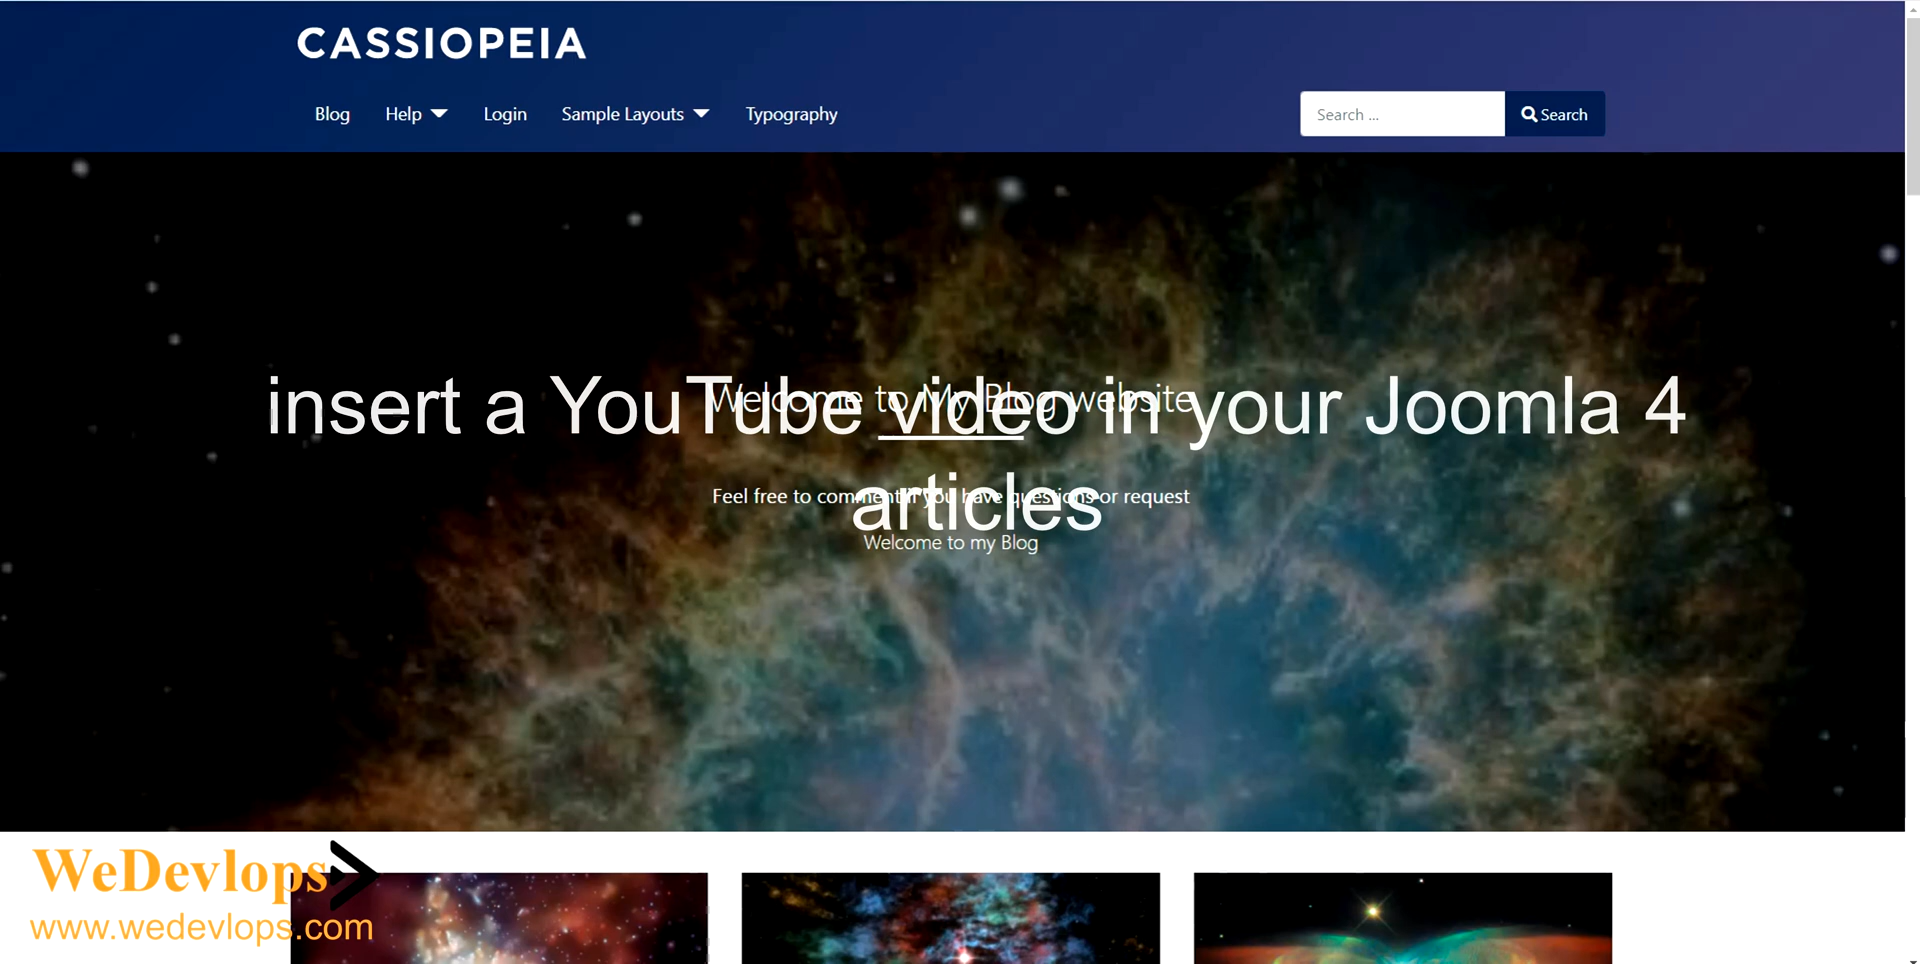 CASSIOPEIA
Blog Help Login Sample Layouts Typography
Search ... Search
Welcome to My Blog website
insert a YouTube video in your Joomla 4
articles
Feel free to comment if you have questions or request
Welcome to my Blog
WeDevlops
www.wedevlops.com